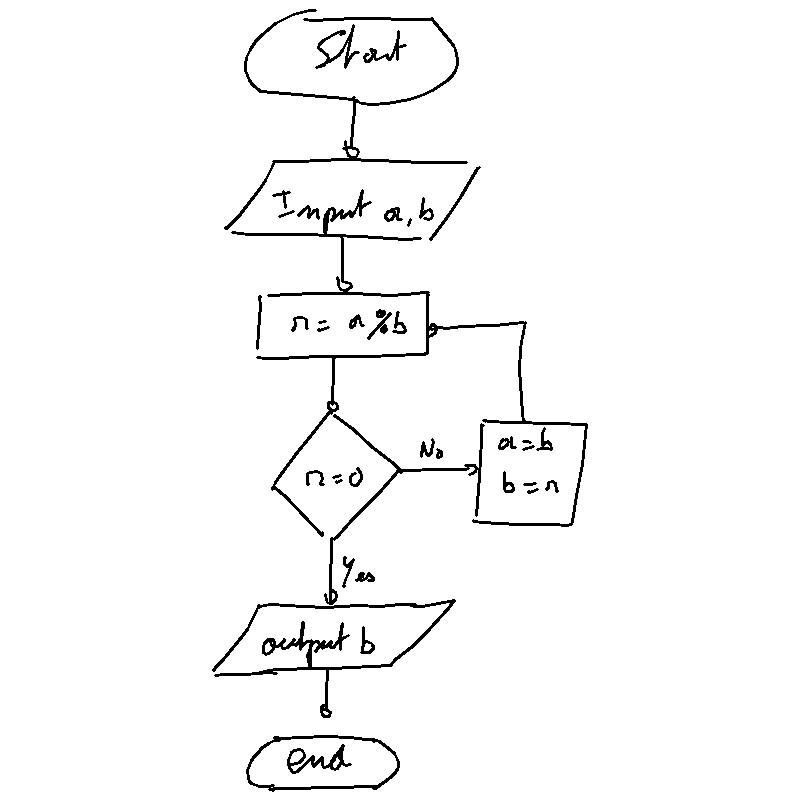 Start
Input a, b
r = a % b
r = 0
No
a = b
b = r
Yes
output b
end